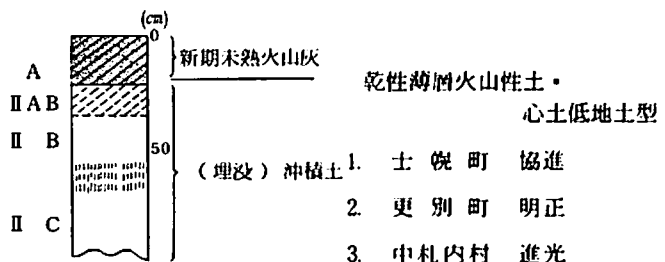 (cm)
0
新期未熟火山灰
A
ⅡAB
Ⅱ B
50
(埋没)沖積土
Ⅱ C
乾性薄層火山性土・
心土低地土型
1. 士幌町 協進
2. 更別町 明正
3. 中札内村 進光